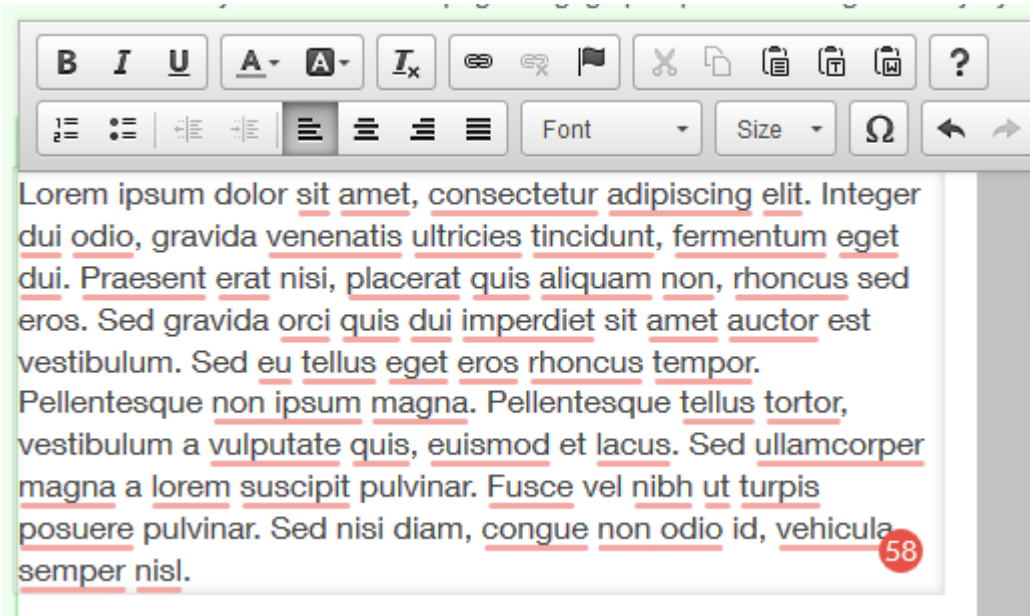 B I U A A Tx ?
Font Size Ω
Lorem ipsum dolor sit amet, consectetur adipiscing elit. Integer
dui odio, gravida venenatis ultricies tincidunt, fermentum eget
dui. Praesent erat nisi, placerat quis aliquam non, rhoncus sed
eros. Sed gravida orci quis dui imperdiet sit amet auctor est
vestibulum. Sed eu tellus eget eros rhoncus tempor.
Pellentesque non ipsum magna. Pellentesque tellus tortor,
vestibulum a vulputate quis, euismod et lacus. Sed ullamcorper
magna a lorem suscipit pulvinar. Fusce vel nibh ut turpis
posuere pulvinar. Sed nisi diam, congue non odio id, vehicula
58
semper nisl.